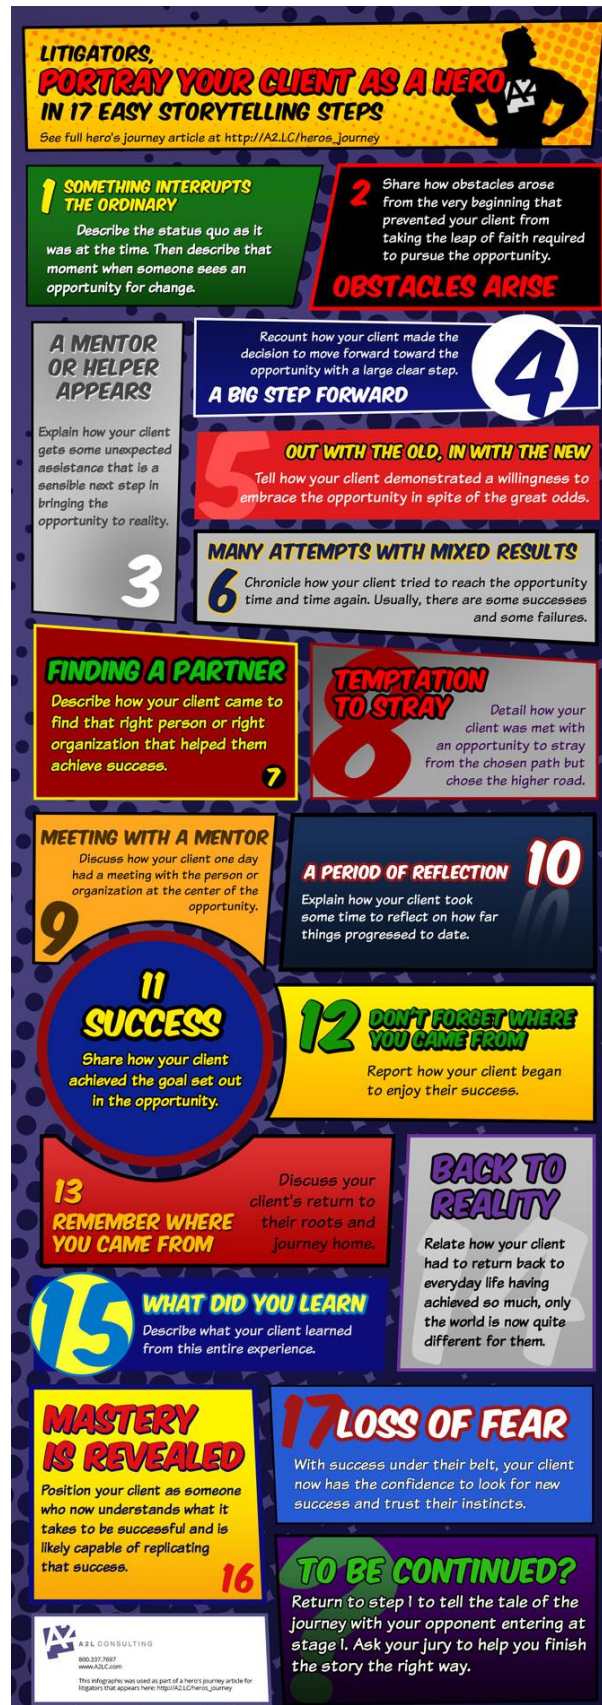 LITIGATORS,
PORTRAY YOUR CLIENT AS A HERO
IN 17 EASY STORYTELLING STEPS
See full hero's journey article at http://A2.LC/heros_journey
A2
1
SOMETHING INTERRUPTS
THE ORDINARY
Describe the status quo as it
was at the time. Then describe that
moment when someone sees an
opportunity for change.
2
Share how obstacles arose
from the very beginning that
prevented your client from
taking the leap of faith required
to pursue the opportunity.
OBSTACLES ARISE
A MENTOR
OR HELPER
APPEARS
Explain how your client
gets some unexpected
assistance that is a
sensible next step in
bringing the
opportunity to reality.
3
Recount how your client made the
decision to move forward toward the
opportunity with a large clear step.
A BIG STEP FORWARD
4
5
OUT WITH THE OLD, IN WITH THE NEW
Tell how your client demonstrated a willingness to
embrace the opportunity in spite of the great odds.
MANY ATTEMPTS WITH MIXED RESULTS
6
Chronicle how your client tried to reach the opportunity
time and time again. Usually, there are some successes
and some failures.
FINDING A PARTNER
Describe how your client came to
find that right person or right
organization that helped them
achieve success.
7
8
TEMPTATION
TO STRAY
Detail how your
client was met with
an opportunity to stray
from the chosen path but
chose the higher road.
MEETING WITH A MENTOR
Discuss how your client one day
had a meeting with the person or
organization at the center of the
opportunity.
9
A PERIOD OF REFLECTION
10
Explain how your client took
some time to reflect on how far
things progressed to date.
11
SUCCESS
Share how your client
achieved the goal set out
in the opportunity.
12
DON'T FORGET WHERE
YOU CAME FROM
Report how your client began
to enjoy their success.
13
REMEMBER WHERE
YOU CAME FROM
Discuss your
client's return to
their roots and
journey home.
BACK TO
REALITY
14
Relate how your client
had to return back to
everyday life having
achieved so much, only
the world is now quite
different for them.
15
WHAT DID YOU LEARN
Describe what your client learned
from this entire experience.
MASTERY
IS REVEALED
Position your client as someone
who now understands what it
takes to be successful and is
likely capable of replicating
that success.
16
17
LOSS OF FEAR
With success under their belt, your client
now has the confidence to look for new
success and trust their instincts.
?
TO BE CONTINUED?
Return to step 1 to tell the tale of the
journey with your opponent entering at
stage 1. Ask your jury to help you finish
the story the right way.
A2
A2L CONSULTING
800.337.7697
www.A2LC.com
This infographic was used as part of a hero's journey article for
litigators that appears here: http://A2.LC/heros_journey